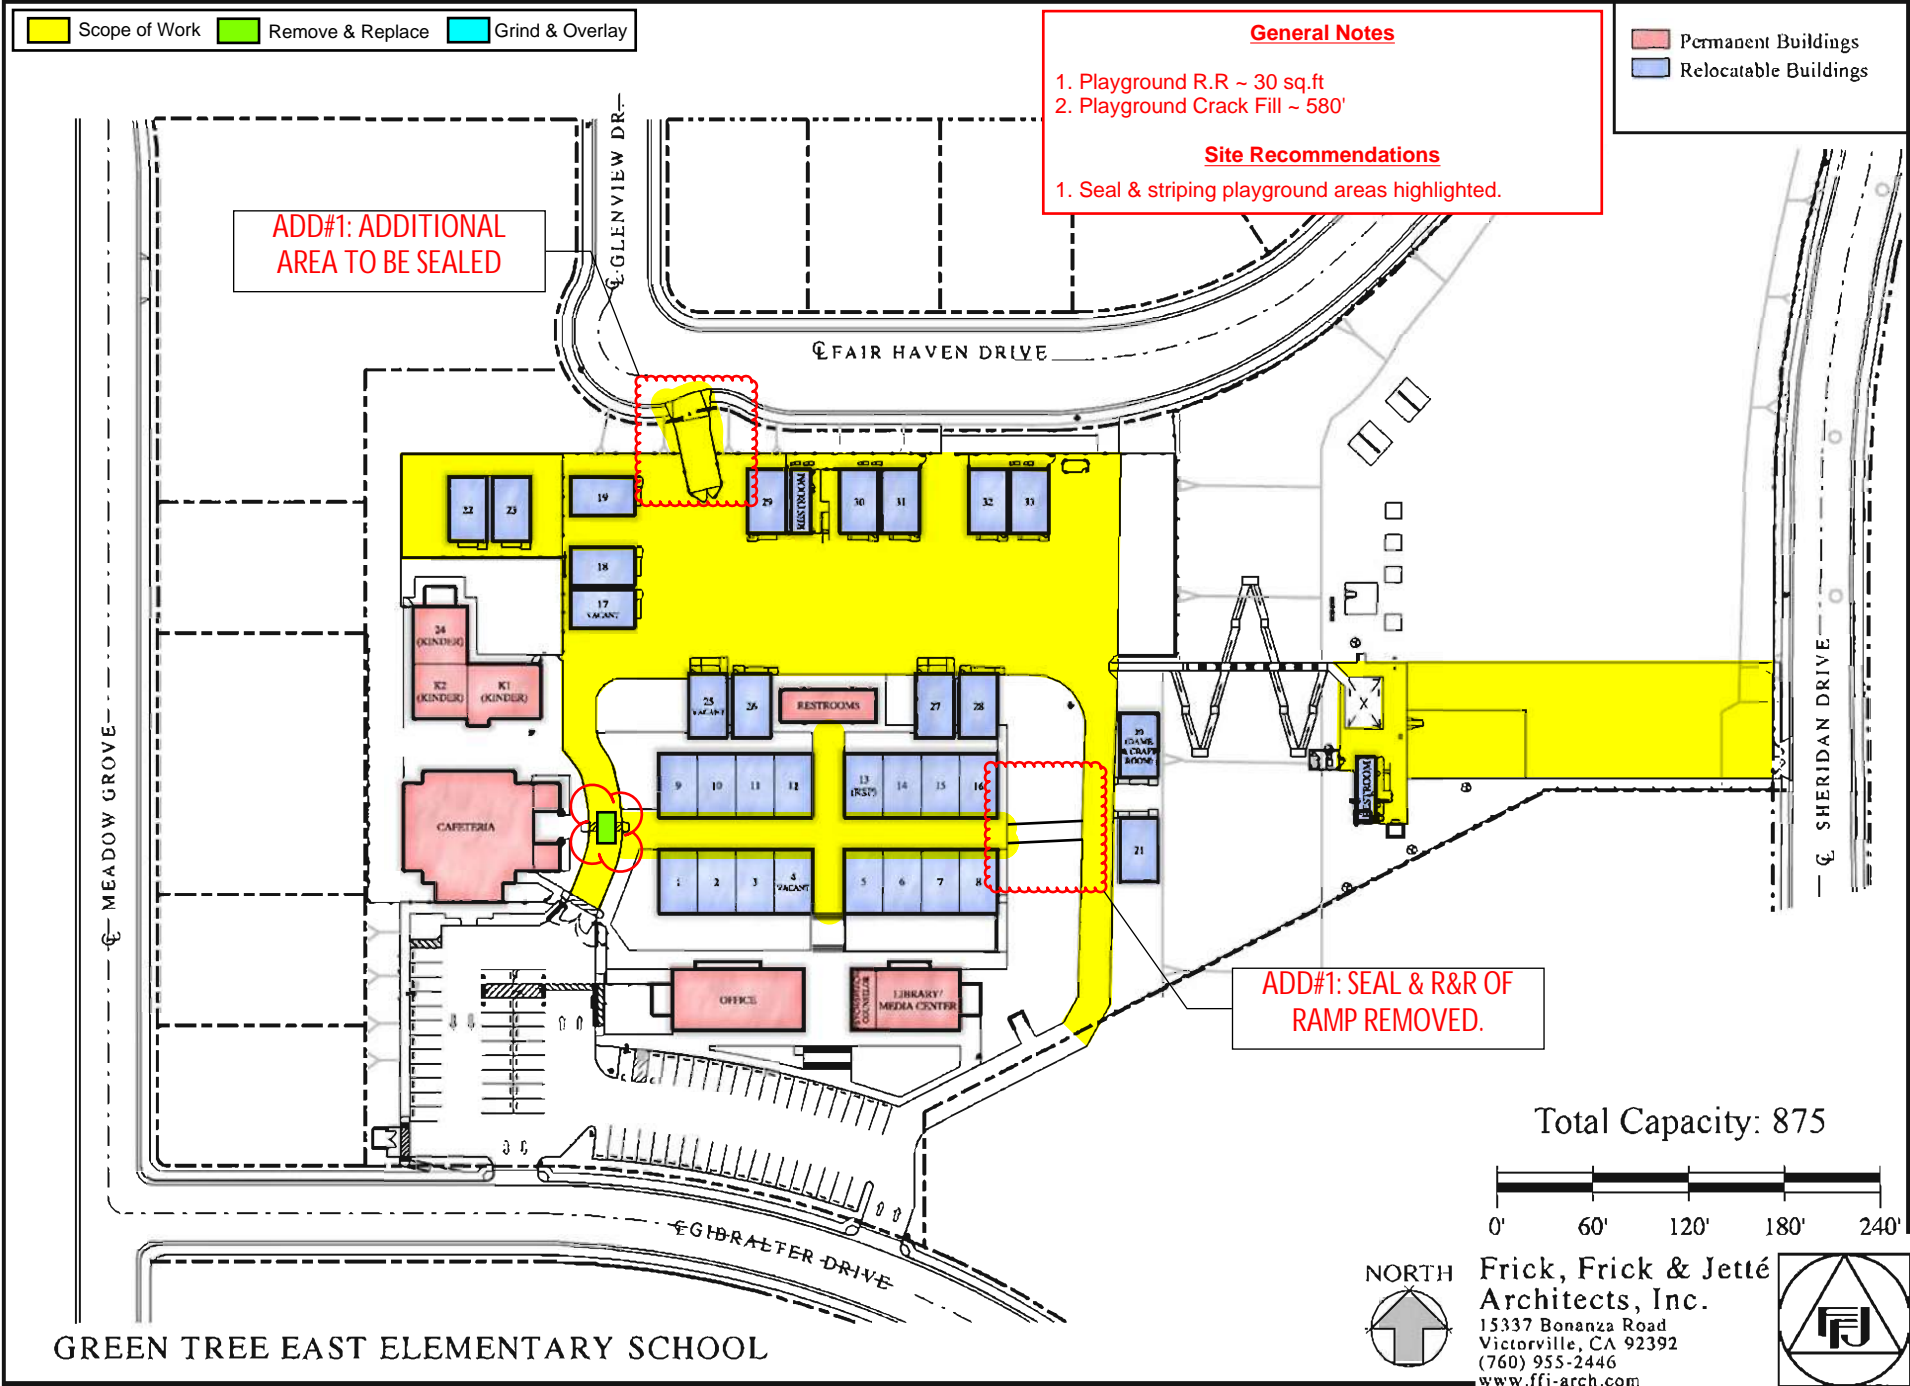 Scope of Work
Remove & Replace
Grind & Overlay
General Notes
1. Playground R.R ~ 30 sq.ft
2. Playground Crack Fill ~ 580'
Site Recommendations
1. Seal & striping playground areas highlighted.
Permanent Buildings
Relocatable Buildings
ADD#1: ADDITIONAL
AREA TO BE SEALED
℄ GLENVIEW DR.
℄ FAIR HAVEN DRIVE
℄ MEADOW GROVE
℄ SHERIDAN DRIVE
22
23
19
29
RESTROOM
30
31
32
33
18
17
VACANT
24
(KINDER)
K2
(KINDER)
K1
(KINDER)
25
VACANT
26
RESTROOMS
27
28
X
RESTROOM
9
10
11
12
13
(RSP)
14
15
16
CAFETERIA
1
2
3
4
VACANT
5
6
7
8
21
OFFICE
COUNSELOR
LIBRARY/
MEDIA CENTER
ADD#1: SEAL & R&R OF
RAMP REMOVED.
℄ GIBRALTER DRIVE
Total Capacity: 875
0'
60'
120'
180'
240'
NORTH
Frick, Frick & Jetté
Architects, Inc.
15337 Bonanza Road
Victorville, CA 92392
(760) 955-2446
www.ffj-arch.com
FFJ
GREEN TREE EAST ELEMENTARY SCHOOL